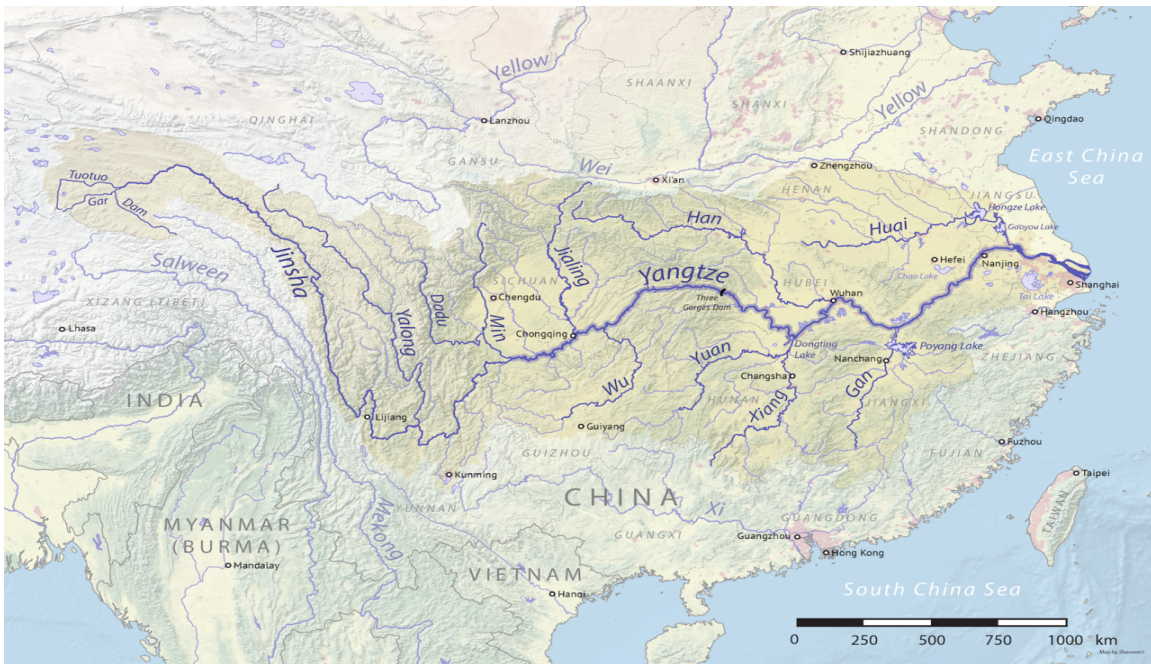 Shijiazhuang
Yellow
SHAANXI
SHANXI
Yellow
QINGHAI
Lanzhou
Qingdao
SHANDONG
GANSU
Wei
Zhengzhou
East China
Sea
Tuotuo
Xi'an
HENAN
JIANGSU
Gar
Dam
Han
Huai
Hongze Lake
Gaoyou Lake
Salween
Jinsha
Jialing
Yangtze
Hefei
Nanjing
Chao Lake
SICHUAN
HUBEI
Shanghai
Tai Lake
XIZANG (TIBET)
Chengdu
Dadu
Three
Gorges Dam
Wuhan
Hangzhou
Lhasa
Yalong
Min
Chongqing
Dongting
Lake
Poyang Lake
Yuan
Nanchang
ZHEJIANG
Changsha
Wu
Gan
INDIA
HUNAN
Xiang
JIANGXI
Lijiang
Guiyang
Fuzhou
GUIZHOU
FUJIAN
Kunming
Taipei
CHINA
TAIWAN
YUNNAN
Mekong
Xi
GUANGDONG
MYANMAR
(BURMA)
GUANGXI
Guangzhou
Hong Kong
Mandalay
VIETNAM
Hanoi
South China Sea
0 250 500 750 1000 km
Map by Shannon1